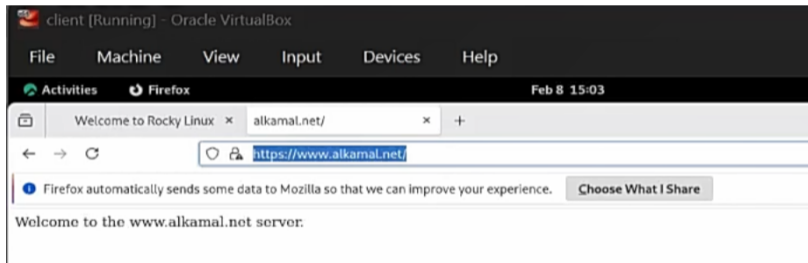 client [Running] - Oracle VirtualBox
File Machine View Input Devices Help
Activities Firefox Feb 8 15:03
Welcome to Rocky Linux × alkamal.net/ × +
https://www.alkamal.net/
Firefox automatically sends some data to Mozilla so that we can improve your experience. Choose What I Share
Welcome to the www.alkamal.net server.